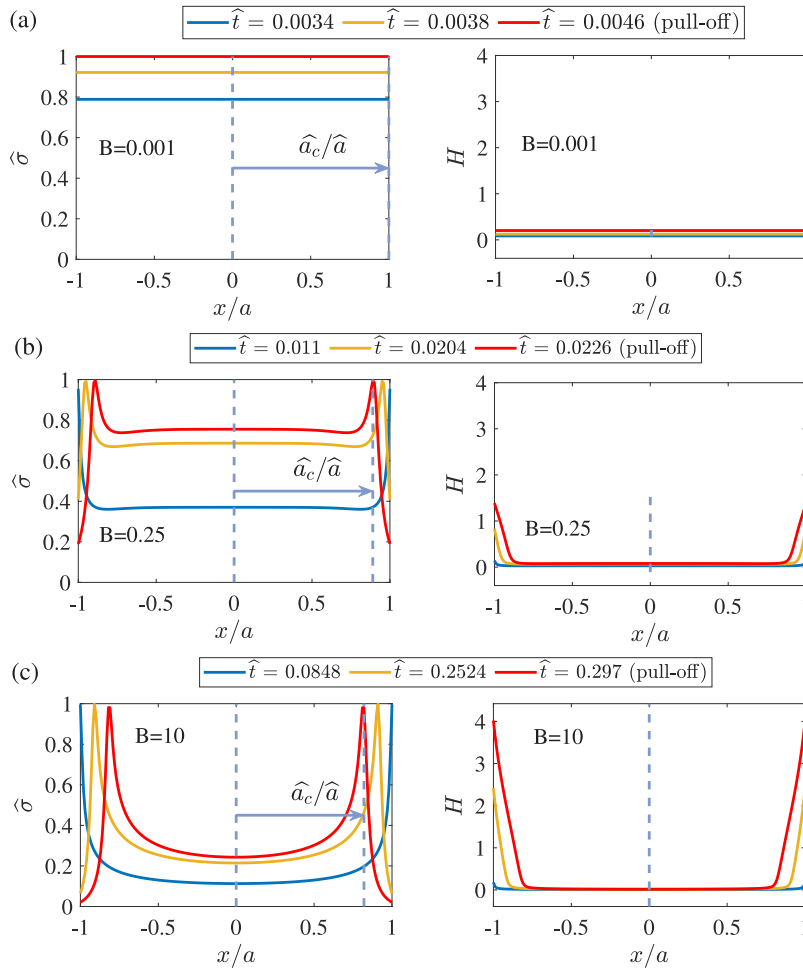 (a)
t̂ = 0.0034 t̂ = 0.0038 t̂ = 0.0046 (pull-off)
1
0.8
0.6
0.4
0.2
0
σ̂
B=0.001
â_c/â
-1 -0.5 0 0.5 1
x/a
4
3
2
1
0
H
B=0.001
-1 -0.5 0 0.5 1
x/a
(b)
t̂ = 0.011 t̂ = 0.0204 t̂ = 0.0226 (pull-off)
1
0.8
0.6
0.4
0.2
0
σ̂
â_c/â
B=0.25
-1 -0.5 0 0.5 1
x/a
4
3
2
1
0
H
B=0.25
-1 -0.5 0 0.5 1
x/a
(c)
t̂ = 0.0848 t̂ = 0.2524 t̂ = 0.297 (pull-off)
1
0.8
0.6
0.4
0.2
0
σ̂
B=10
â_c/â
-1 -0.5 0 0.5 1
x/a
4
3
2
1
0
H
B=10
-1 -0.5 0 0.5 1
x/a